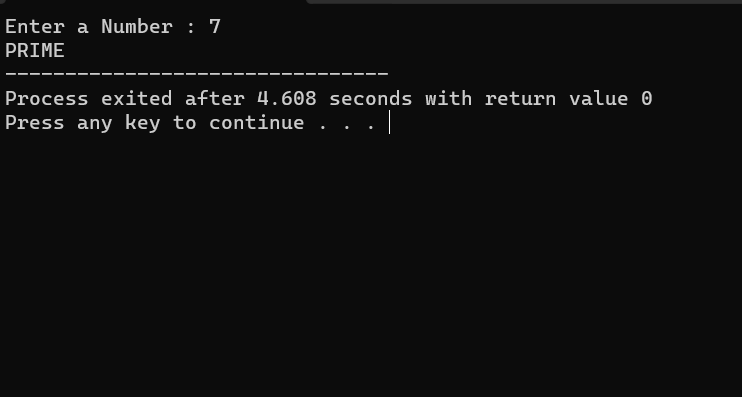 Enter a Number : 7
PRIME
--------------------------------
Process exited after 4.608 seconds with return value 0
Press any key to continue . . .